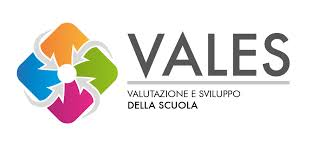 VALES
VALUTAZIONE E SVILUPPO
DELLA SCUOLA